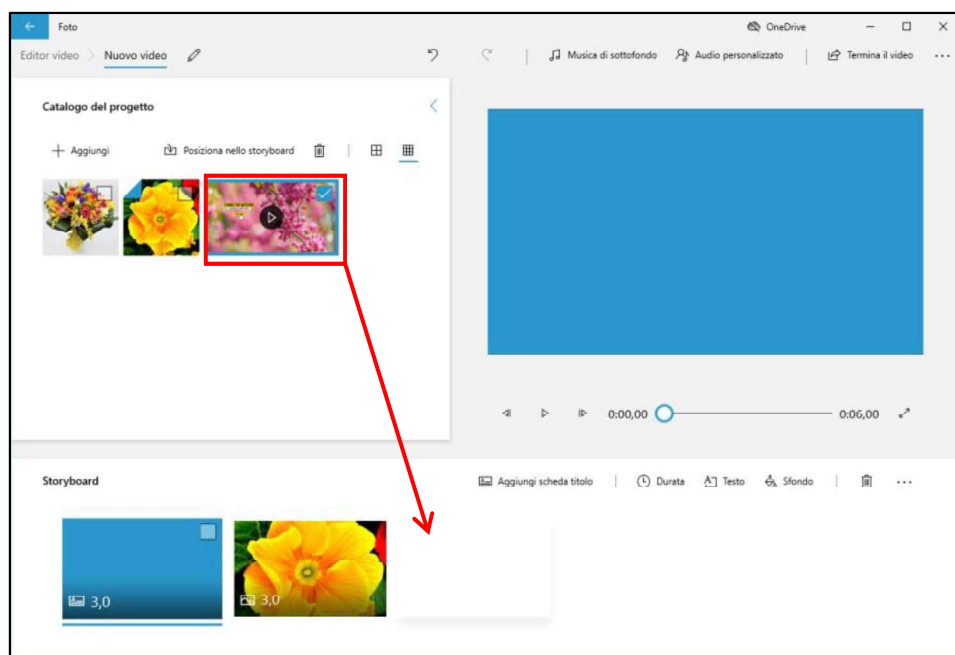 Foto
OneDrive
Editor video
Nuovo video
Musica di sottofondo
Audio personalizzato
Termina il video
Catalogo del progetto
Aggiungi
Posiziona nello storyboard
0:00,00
0:06,00
Storyboard
Aggiungi scheda titolo
Durata
Testo
Sfondo
3,0
3,0